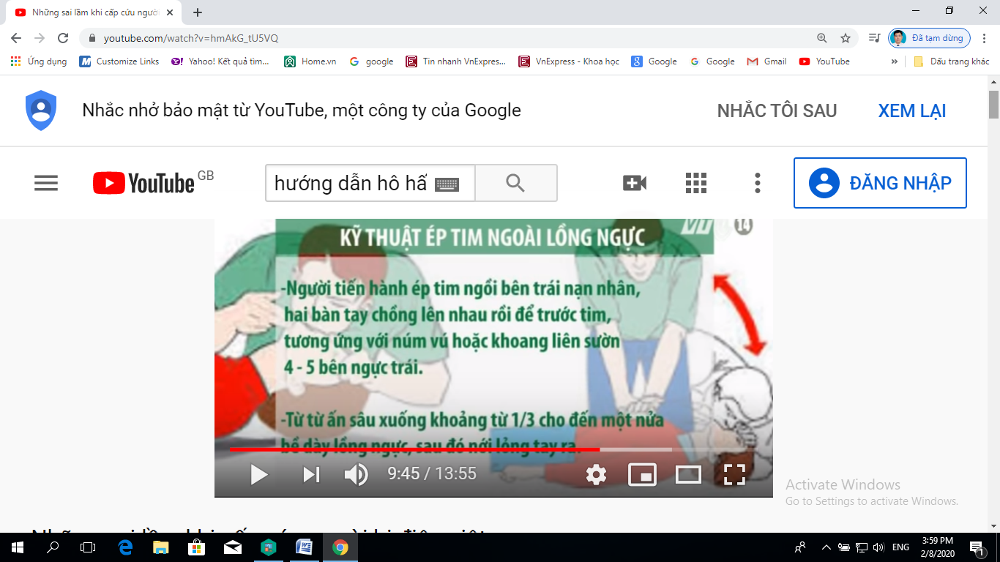 Những sai lầm khi cấp cứu người
youtube.com/watch?v=hmAkG_tU5VQ
Đã tạm dừng
Ứng dụng
Customize Links
Yahoo! Kết quả tìm...
Home.vn
google
Tin nhanh VnExpres...
VnExpress - Khoa học
Google
Google
Gmail
YouTube
»
Dấu trang khác
Nhắc nhở bảo mật từ YouTube, một công ty của Google
NHẮC TÔI SAU
XEM LẠI
YouTube GB
hướng dẫn hô hấ
ĐĂNG NHẬP
14
KỸ THUẬT ÉP TIM NGOÀI LỒNG NGỰC
-Người tiến hành ép tim ngồi bên trái nạn nhân,
hai bàn tay chồng lên nhau rồi để trước tim,
tương ứng với núm vú hoặc khoang liên sườn
4 - 5 bên ngực trái.
-Từ từ ấn sâu xuống khoảng từ 1/3 cho đến một nửa
bề dày lồng ngực, sau đó nới lỏng tay ra.
9:45 / 13:55
Activate Windows
Go to Settings to activate Windows.
ENG
3:59 PM
2/8/2020
1